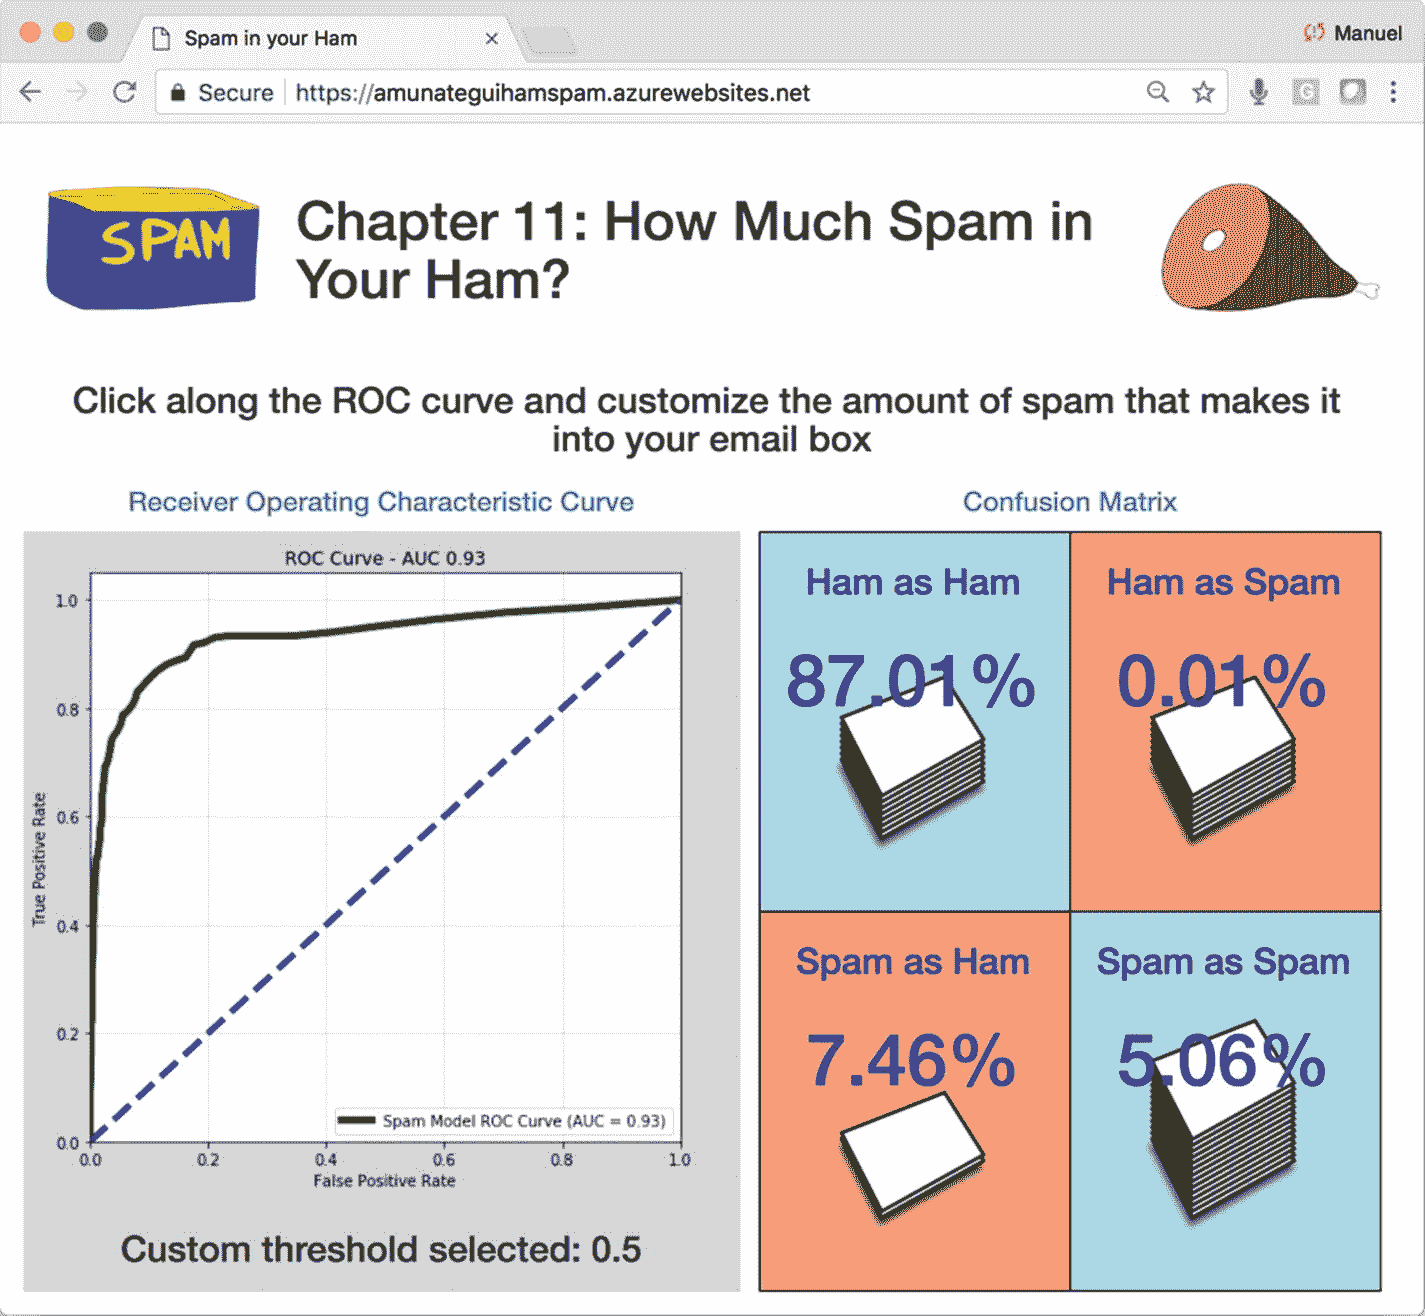 Spam in your Ham
Manuel
Secure
https://amunateguihamspam.azurewebsites.net
G
SPAM
Chapter 11: How Much Spam in
Your Ham?
Click along the ROC curve and customize the amount of spam that makes it
into your email box
Receiver Operating Characteristic Curve
ROC Curve - AUC 0.93
1.0
0.8
0.6
0.4
0.2
0.0
True Positive Rate
0.0 0.2 0.4 0.6 0.8 1.0
False Positive Rate
Spam Model ROC Curve (AUC = 0.93)
Custom threshold selected: 0.5
Confusion Matrix
Ham as Ham
87.01%
Ham as Spam
0.01%
Spam as Ham
7.46%
Spam as Spam
5.06%